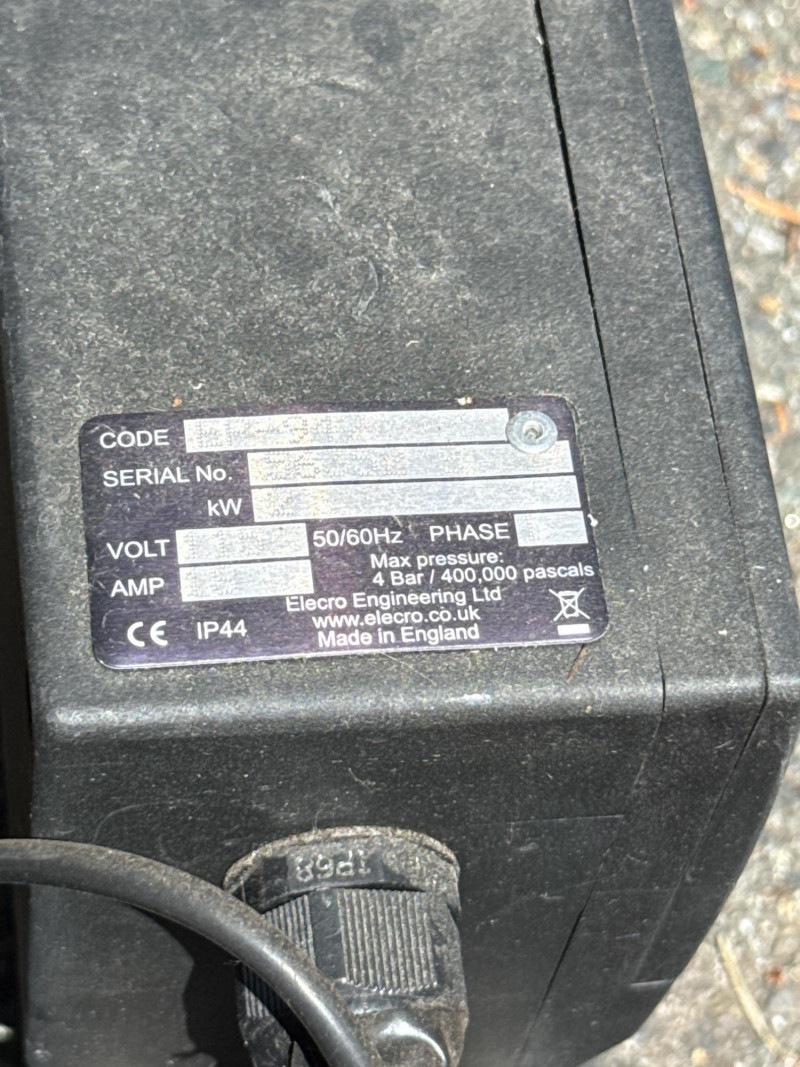 CODE
SERIAL No.
kW
VOLT 50/60Hz PHASE
AMP Max pressure:
4 Bar / 400,000 pascals
Elecro Engineering Ltd
www.elecro.co.uk
CE IP44 Made in England
IP68